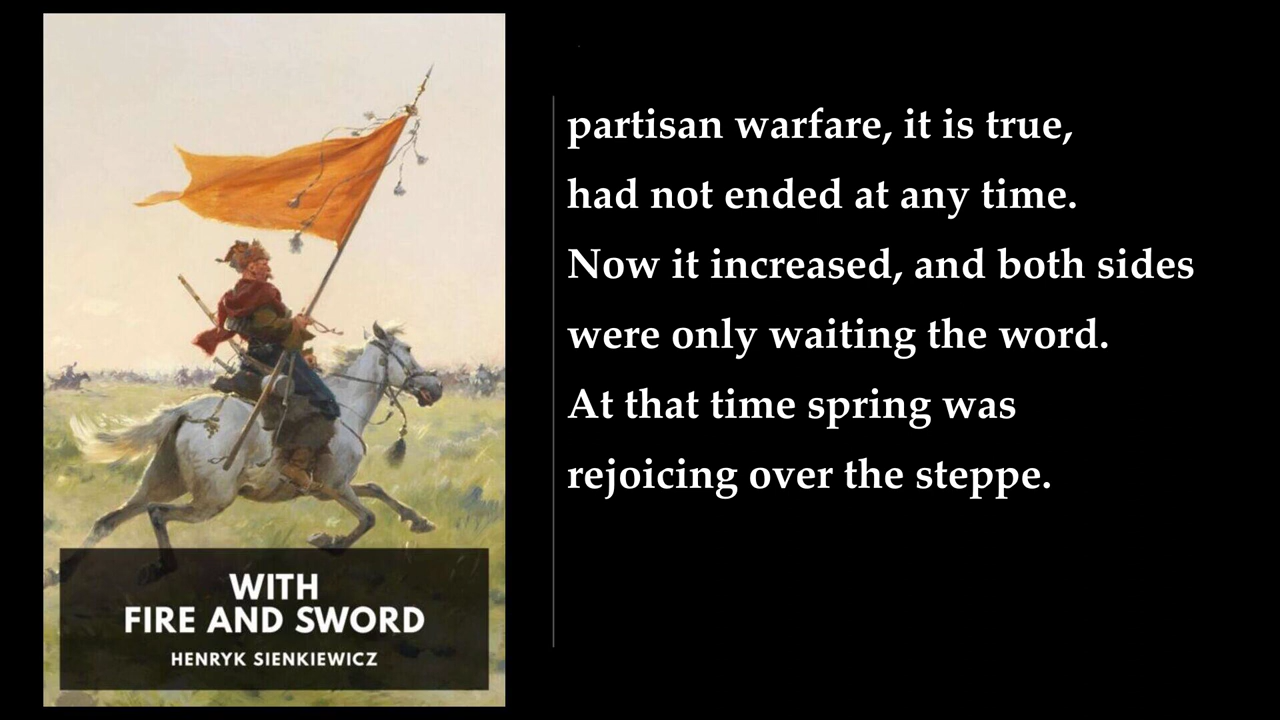 WITH
FIRE AND SWORD
HENRYK SIENKIEWICZ
partisan warfare, it is true,
had not ended at any time.
Now it increased, and both sides
were only waiting the word.
At that time spring was
rejoicing over the steppe.